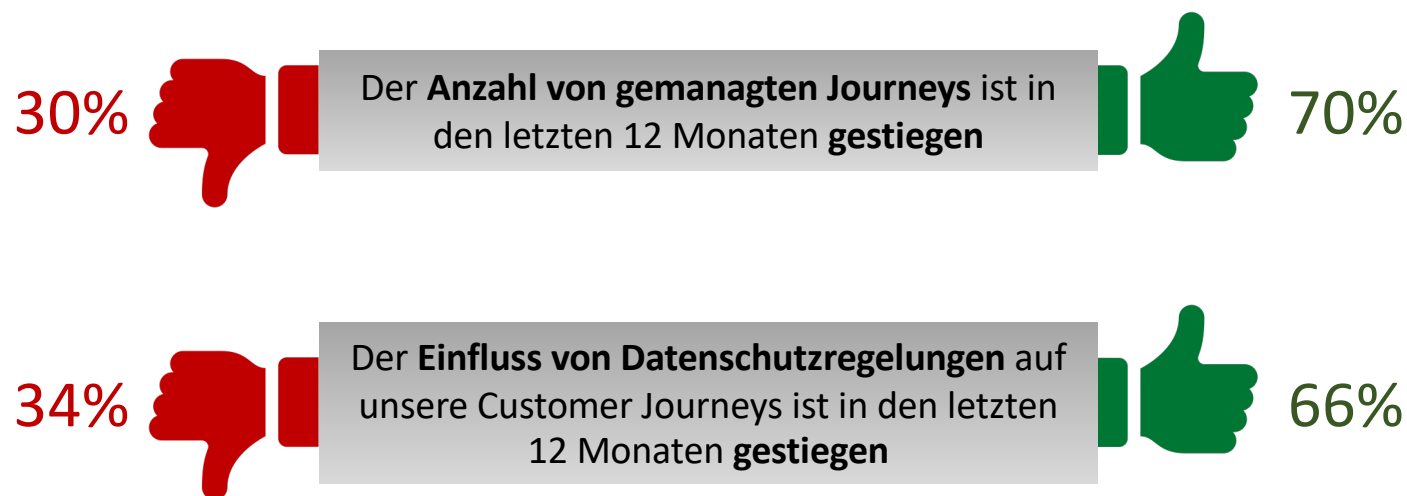 30%
Der Anzahl von gemanagten Journeys ist in
den letzten 12 Monaten gestiegen
70%
34%
Der Einfluss von Datenschutzregelungen auf
unsere Customer Journeys ist in den letzten
12 Monaten gestiegen
66%